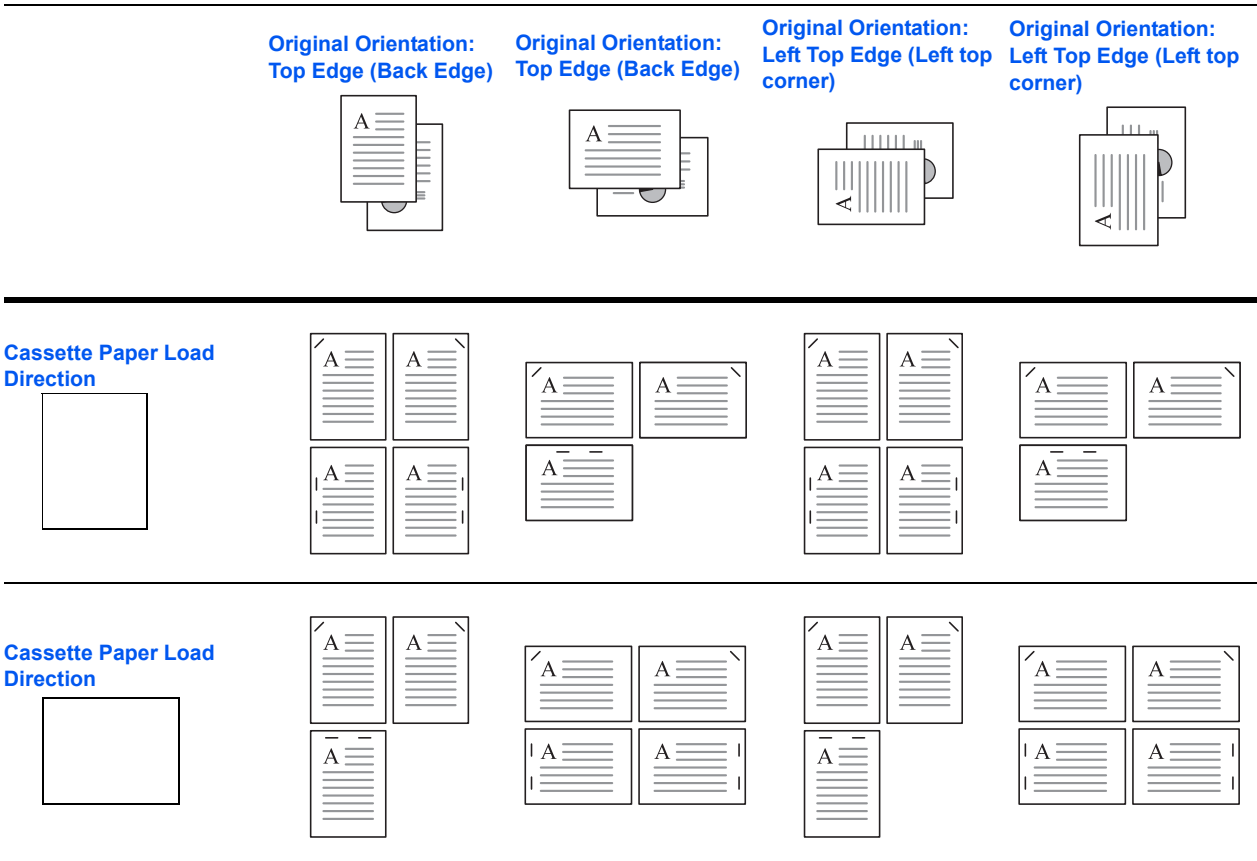 Original Orientation:
Top Edge (Back Edge)
Original Orientation:
Top Edge (Back Edge)
Original Orientation:
Left Top Edge (Left top
corner)
Original Orientation:
Left Top Edge (Left top
corner)
A
A
A
A
Cassette Paper Load
Direction
A A
A A
A A
A
A A
A A
A A
A
Cassette Paper Load
Direction
A A
A
A A
A A
A A
A
A A
A A